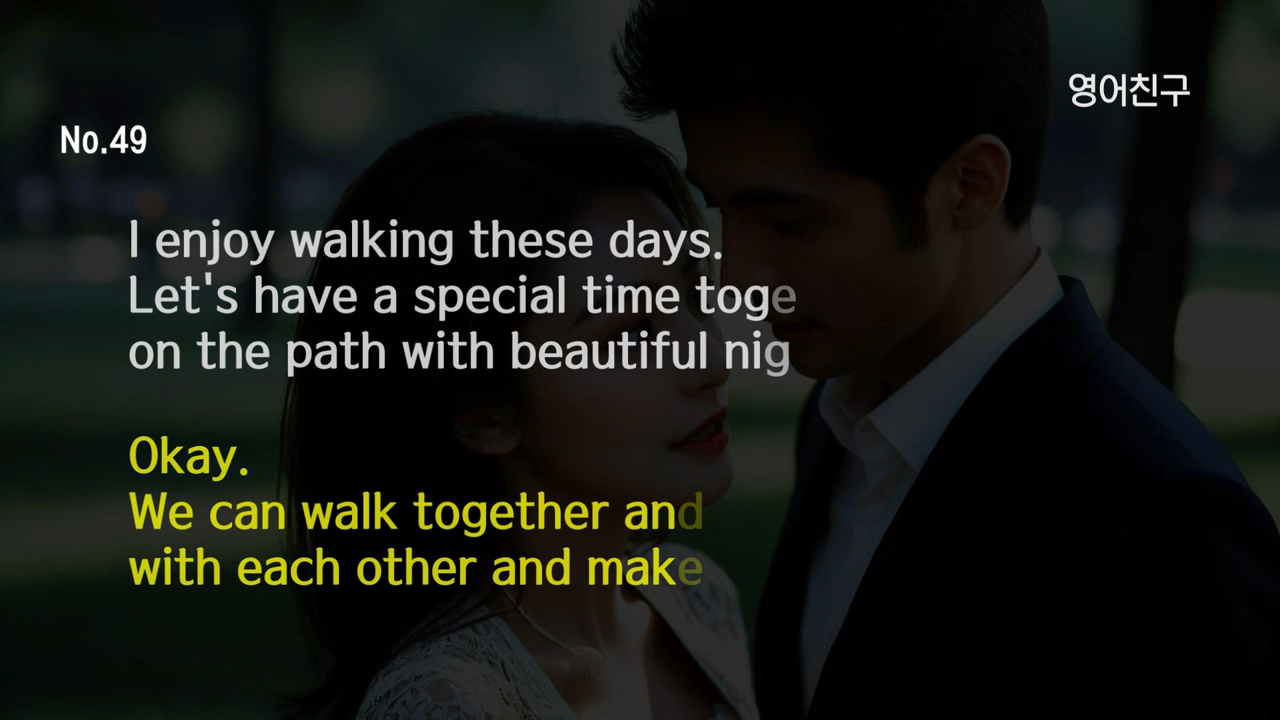 영어친구
No.49
I enjoy walking these days.
Let's have a special time toge
on the path with beautiful nig
Okay.
We can walk together and
with each other and make